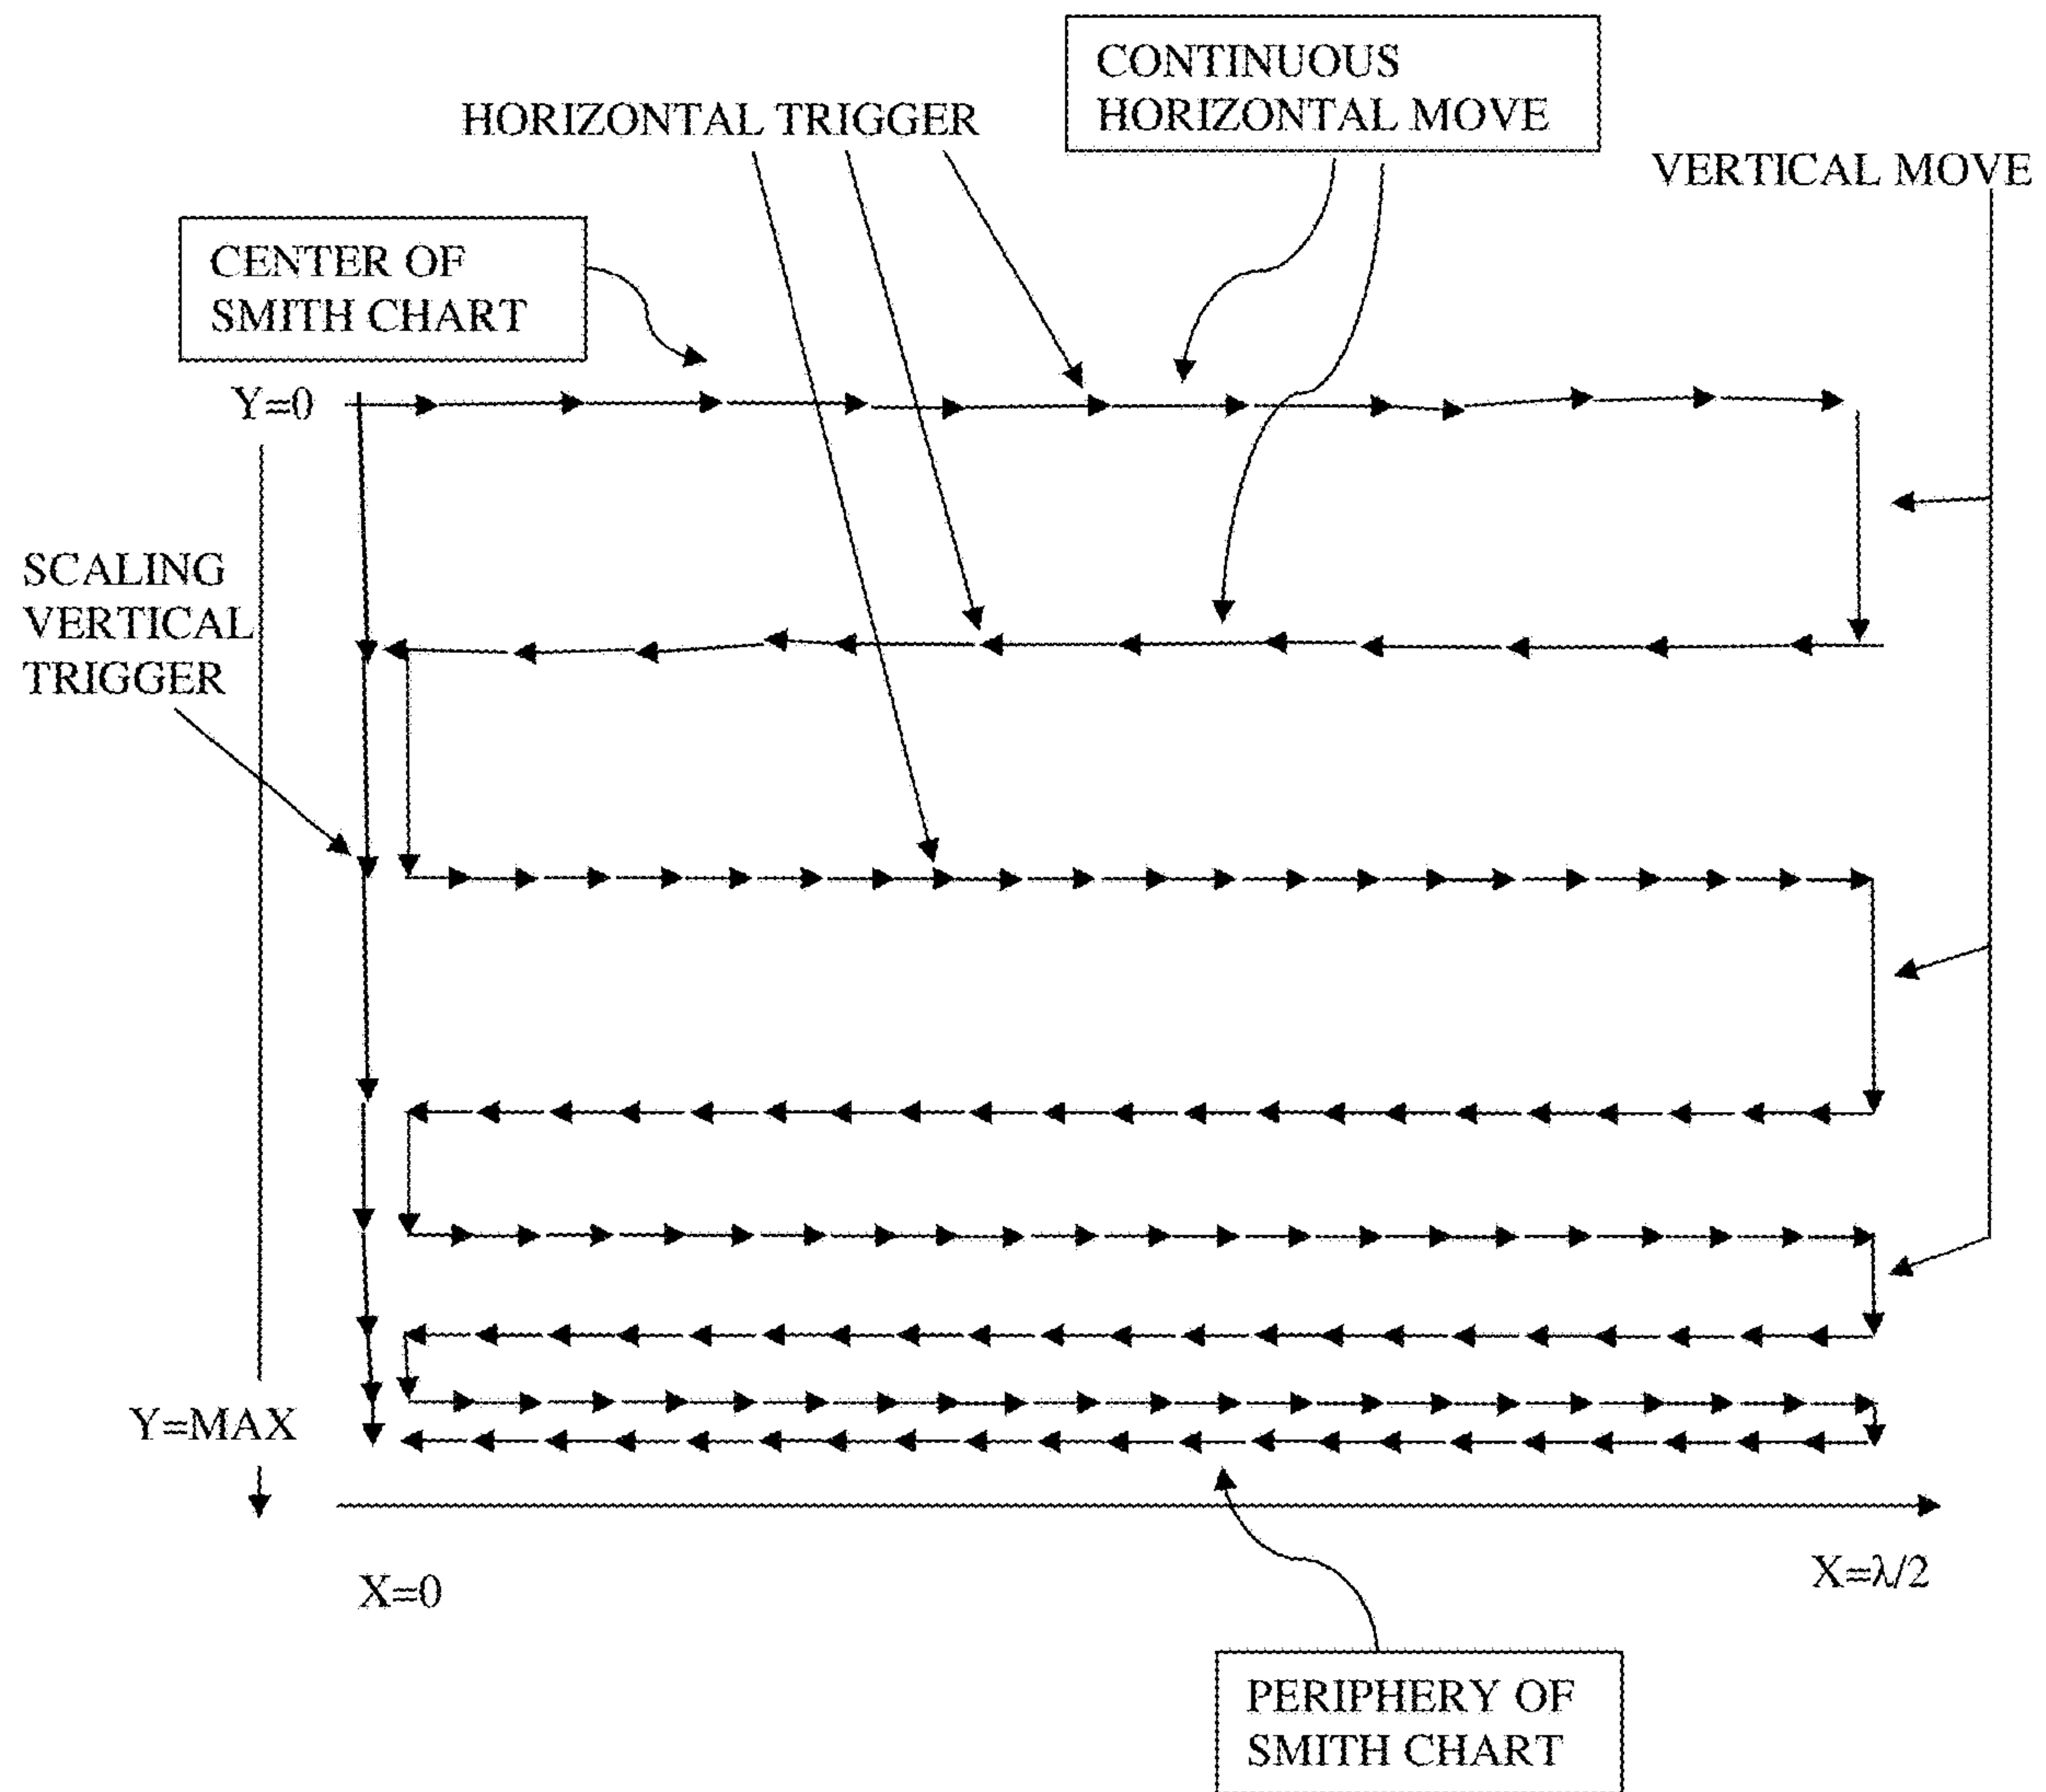 CONTINUOUS
HORIZONTAL MOVE
HORIZONTAL TRIGGER
VERTICAL MOVE
CENTER OF
SMITH CHART
Y=0
SCALING
VERTICAL
TRIGGER
Y=MAX
X=0
X=λ/2
PERIPHERY OF
SMITH CHART